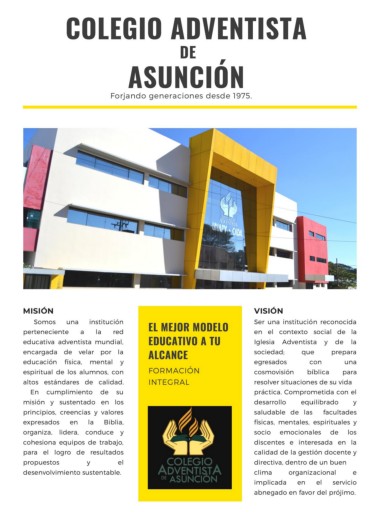 COLEGIO ADVENTISTA
DE
ASUNCIÓN
Forjando generaciones desde 1975.
MISIÓN
Somos una institución
perteneciente a la red
educativa adventista mundial,
encargada de velar por la
educación física, mental y
espiritual de los alumnos, con
altos estándares de calidad.
En cumplimiento de su
misión y sustentado en los
principios, creencias y valores
expresados en la Biblia,
organiza, lidera, conduce y
cohesiona equipos de trabajo,
para el logro de resultados
propuestos y el
desenvolvimiento sustentable.
EL MEJOR MODELO
EDUCATIVO A TU
ALCANCE
FORMACIÓN
INTEGRAL
COLEGIO
ADVENTISTA
DE ASUNCIÓN
VISIÓN
Ser una institución reconocida
en el contexto social de la
Iglesia Adventista y de la
sociedad; que prepara
egresados con una
cosmovisión bíblica para
resolver situaciones de su vida
práctica. Comprometida con el
desarrollo equilibrado y
saludable de las facultades
físicas, mentales, espirituales y
socio emocionales de los
discentes e interesada en la
calidad de la gestión docente y
directiva, dentro de un buen
clima organizacional e
implicada en el servicio
abnegado en favor del prójimo.